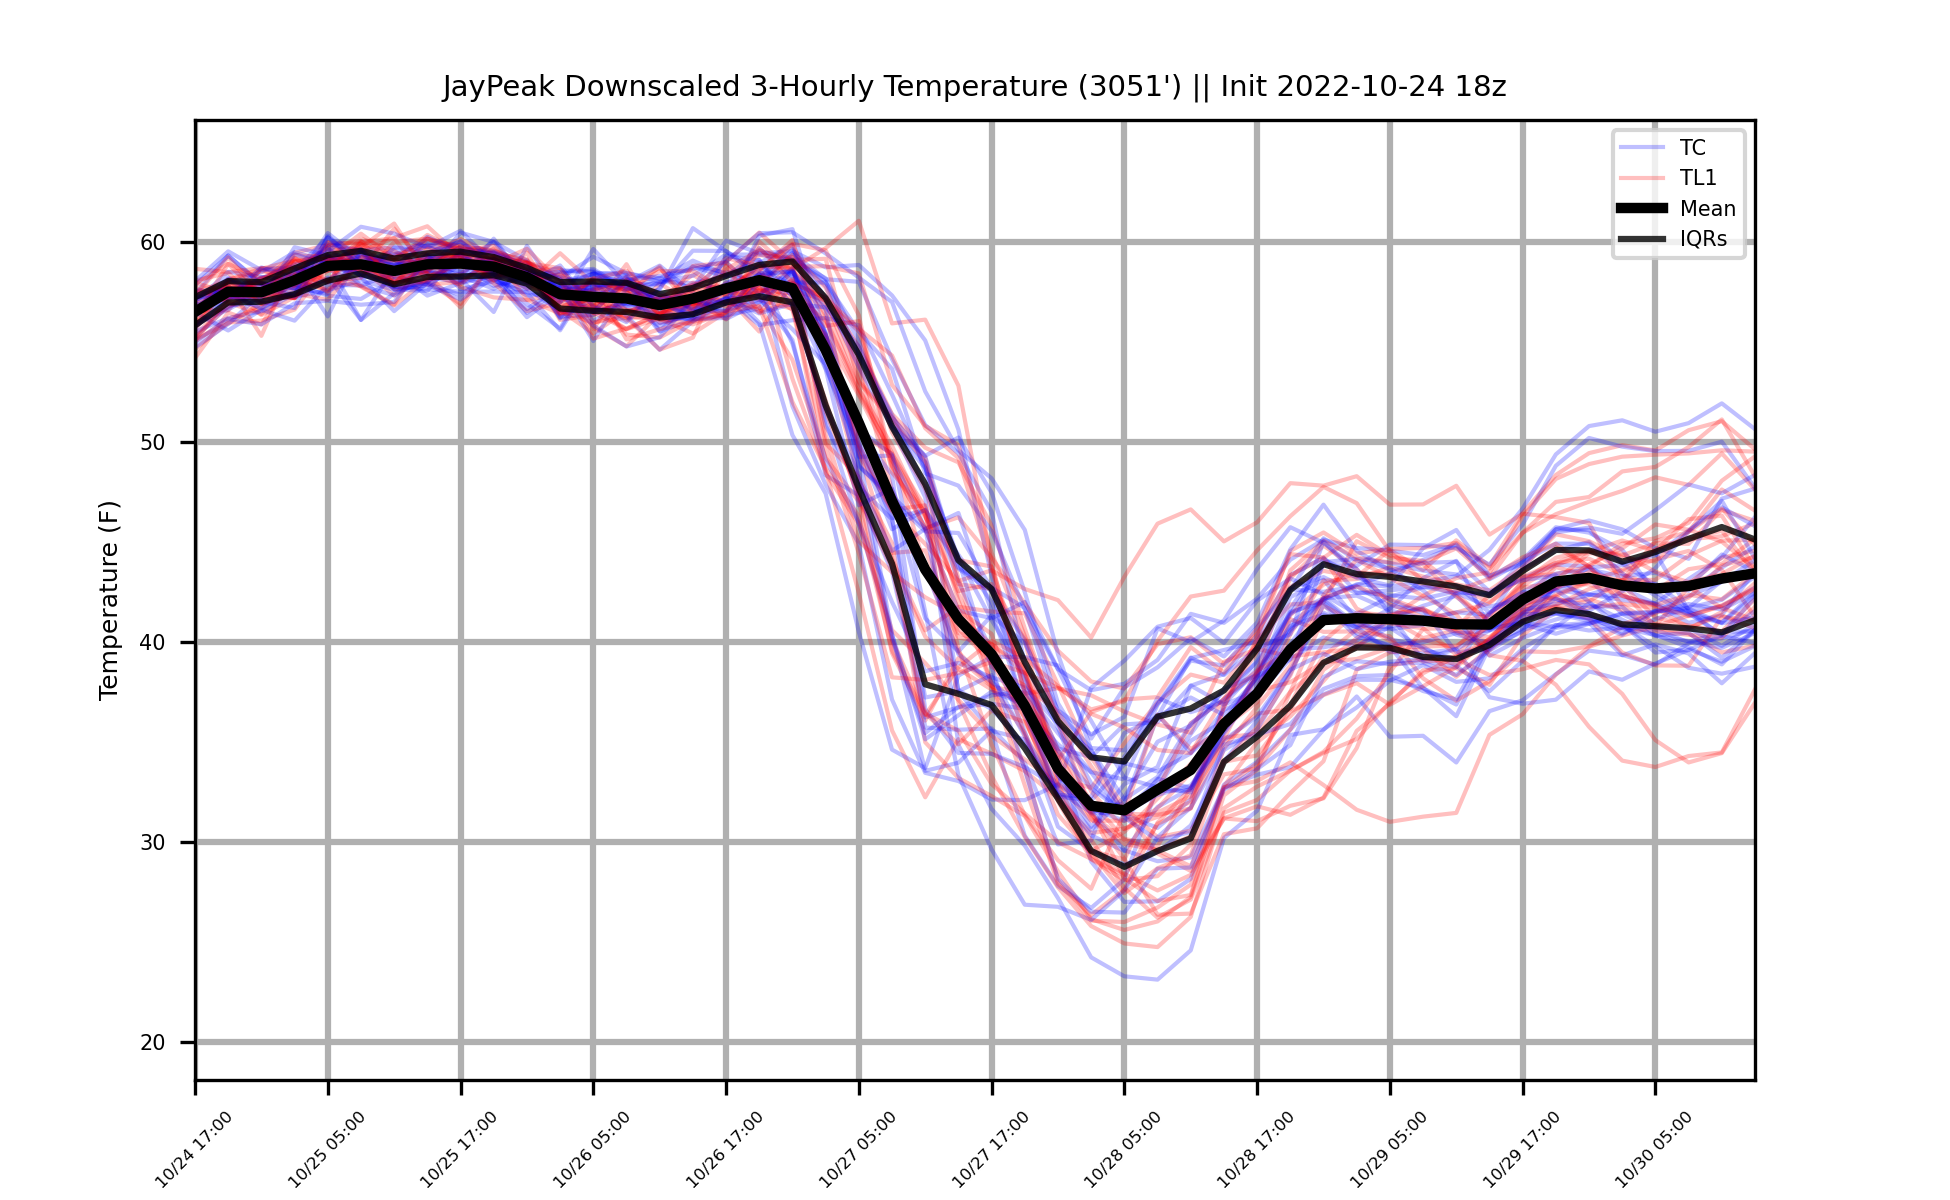 JayPeak Downscaled 3-Hourly Temperature (3051') || Init 2022-10-24 18z
TC
TL1
Mean
IQRs
Temperature (F)
60
50
40
30
20
10/24 17:00
10/25 05:00
10/25 17:00
10/26 05:00
10/26 17:00
10/27 05:00
10/27 17:00
10/28 05:00
10/28 17:00
10/29 05:00
10/29 17:00
10/30 05:00